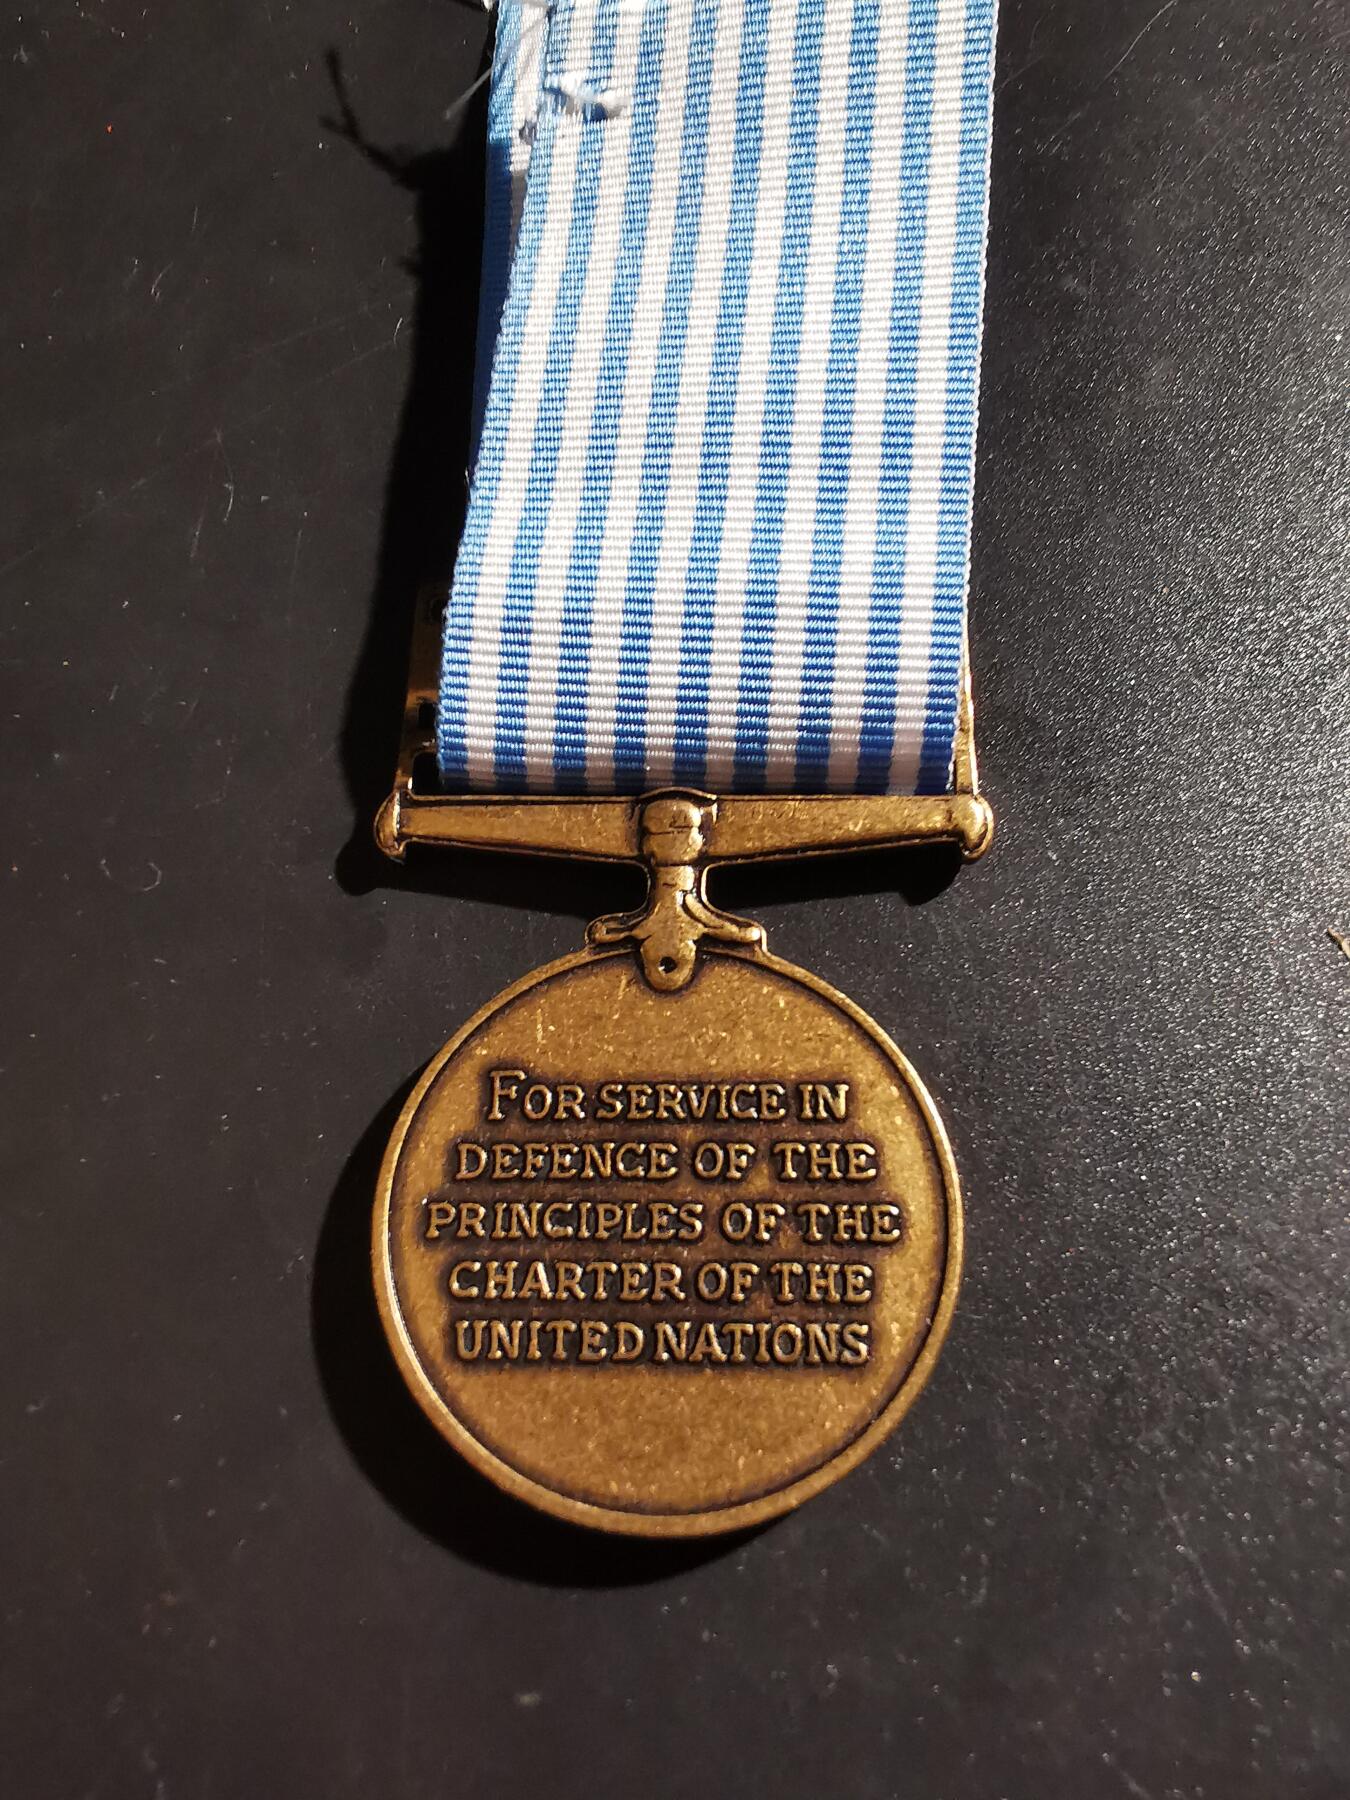 FOR SERVICE IN
DEFENCE OF THE
PRINCIPLES OF THE
CHARTER OF THE
UNITED NATIONS